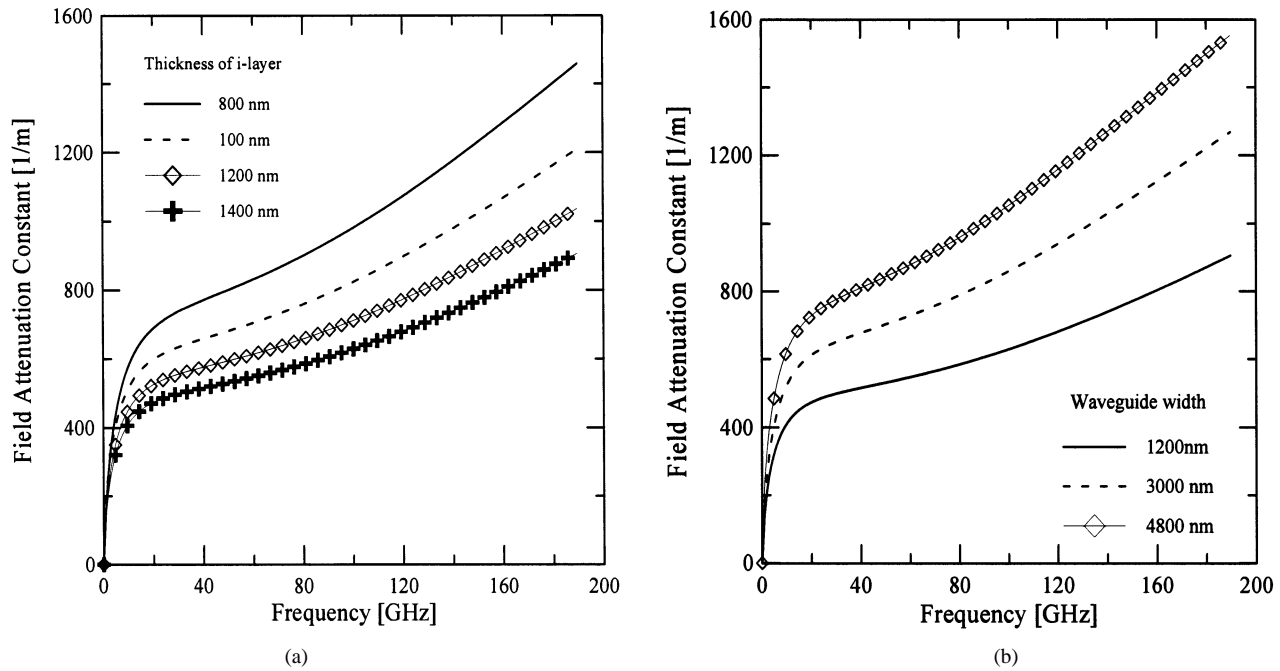 1600
1200
800
400
0
Field Attenuation Constant [1/m]
Thickness of i-layer
800 nm
100 nm
1200 nm
1400 nm
0 40 80 120 160 200
Frequency [GHz]
(a)
1600
1200
800
400
0
Field Attenuation Constant [1/m]
Waveguide width
1200nm
3000 nm
4800 nm
0 40 80 120 160 200
Frequency [GHz]
(b)